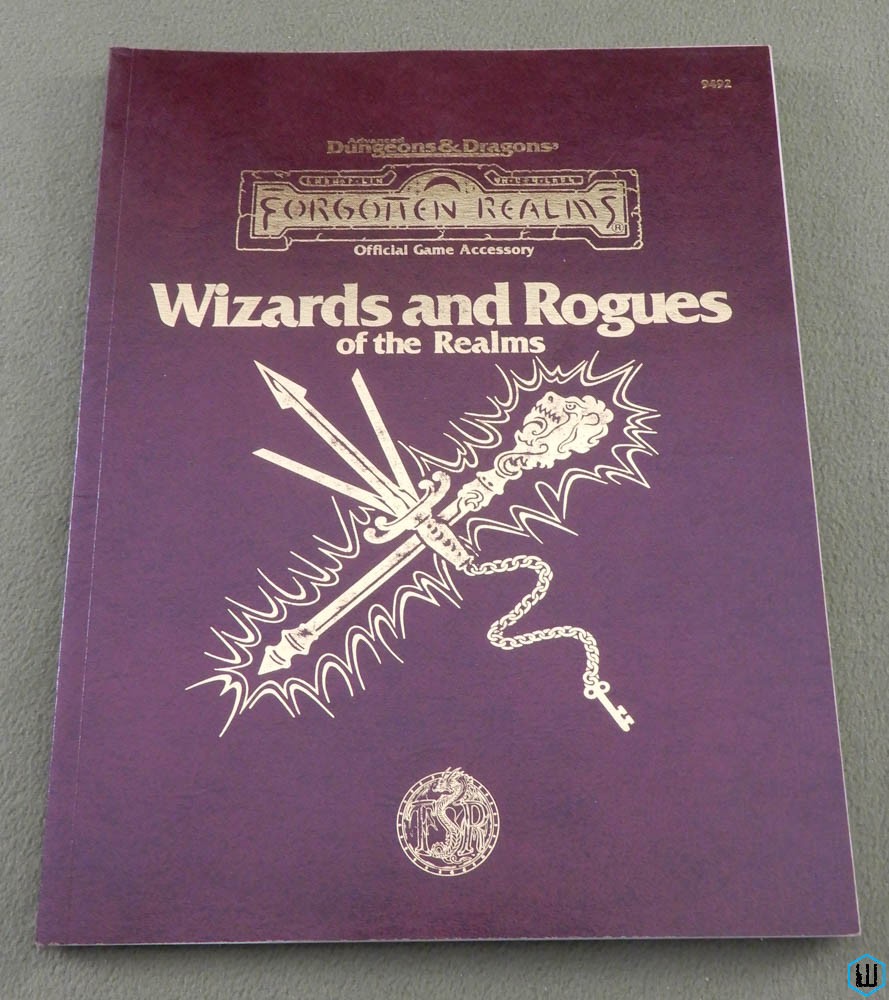 9492
Advanced
Dungeons & Dragons®
FORGOTTEN REALMS®
Official Game Accessory
Wizards and Rogues
of the Realms
TSR